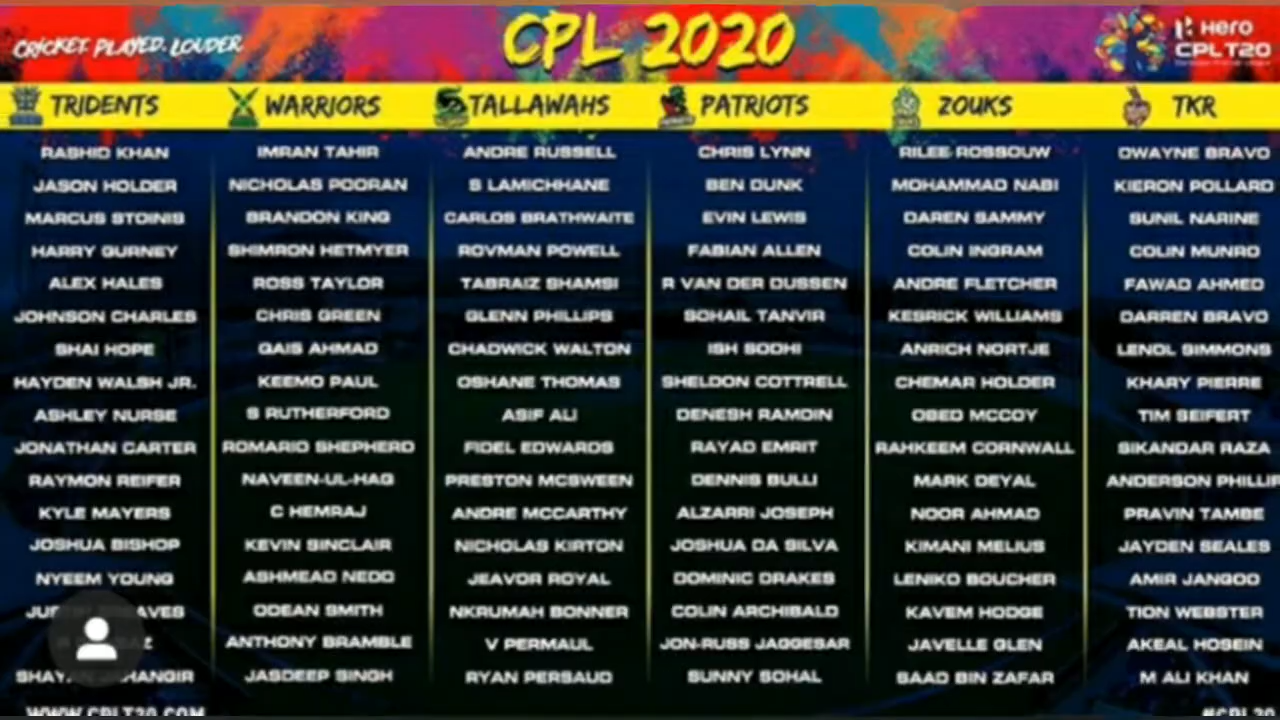 CRICKET. PLAYED. LOUDER.
CPL 2020
Hero
CPLT20
TRIDENTS WARRIORS TALLAWAHS PATRIOTS ZOUKS TKR
RASHID KHAN IMRAN TAHIR ANDRE RUSSELL CHRIS LYNN RILEE ROSSOUW DWAYNE BRAVO
JASON HOLDER NICHOLAS POORAN S LAMICHHANE BEN DUNK MOHAMMAD NABI KIERON POLLARD
MARCUS STOINIS BRANDON KING CARLOS BRATHWAITE EVIN LEWIS DAREN SAMMY SUNIL NARINE
HARRY GURNEY SHIMRON HETMYER ROVMAN POWELL FABIAN ALLEN COLIN INGRAM COLIN MUNRO
ALEX HALES ROSS TAYLOR TABRAIZ SHAMSI R VAN DER DUSSEN ANDRE FLETCHER FAWAD AHMED
JOHNSON CHARLES CHRIS GREEN GLENN PHILLIPS SOHAIL TANVIR KESRICK WILLIAMS DARREN BRAVO
SHAI HOPE QAIS AHMAD CHADWICK WALTON ISH SODHI ANRICH NORTJE LENDL SIMMONS
HAYDEN WALSH JR. KEEMO PAUL OSHANE THOMAS SHELDON COTTRELL CHEMAR HOLDER KHARY PIERRE
ASHLEY NURSE S RUTHERFORD ASIF ALI DENESH RAMDIN OBED MCCOY TIM SEIFERT
JONATHAN CARTER ROMARIO SHEPHERD FIDEL EDWARDS RAYAD EMRIT RAHKEEM CORNWALL SIKANDAR RAZA
RAYMON REIFER NAVEEN-UL-HAQ PRESTON MCSWEEN DENNIS BULLI MARK DEYAL ANDERSON PHILLIP
KYLE MAYERS C HEMRAJ ANDRE MCCARTHY ALZARRI JOSEPH NOOR AHMAD PRAVIN TAMBE
JOSHUA BISHOP KEVIN SINCLAIR NICHOLAS KIRTON JOSHUA DA SILVA KIMANI MELIUS JAYDEN SEALES
NYEEM YOUNG ASHMEAD NEDD JEAVOR ROYAL DOMINIC DRAKES LENIKO BOUCHER AMIR JANGOO
ODEAN SMITH NKRUMAH BONNER COLIN ARCHIBALD KAVEM HODGE TION WEBSTER
ANTHONY BRAMBLE V PERMAUL JON-RUSS JAGGESAR JAVELLE GLEN AKEAL HOSEIN
JASDEEP SINGH RYAN PERSAUD SUNNY SOHAL SAAD BIN ZAFAR M ALI KHAN
WWW.CPLT20.COM #CPL20